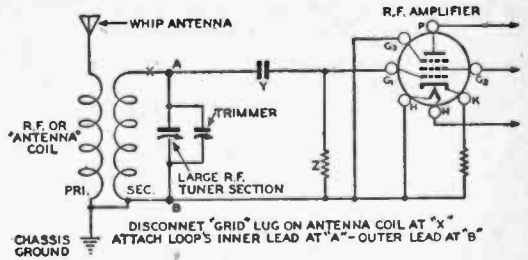 WHIP ANTENNA
R.F. AMPLIFIER
P
G3
A
X
Y
G1
G2
H
H
K
TRIMMER
R.F. OR
"ANTENNA"
COIL
Z
LARGE R.F.
TUNER SECTION
PRI.
SEC.
B
DISCONNET "GRID" LUG ON ANTENNA COIL AT "X"
ATTACH LOOP'S INNER LEAD AT "A" - OUTER LEAD AT "B"
CHASSIS
GROUND